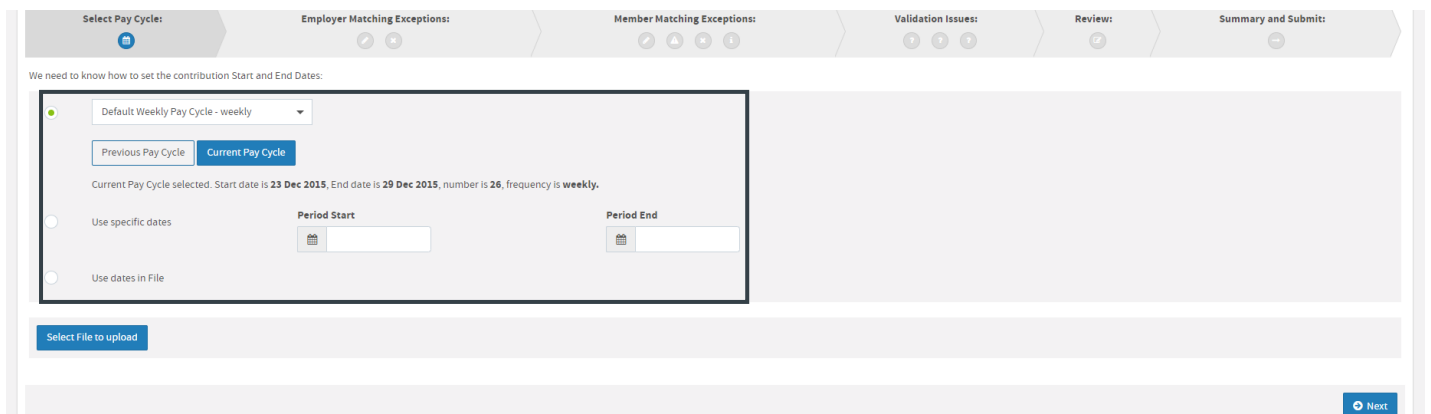 Select Pay Cycle: Employer Matching Exceptions: Member Matching Exceptions: Validation Issues: Review: Summary and Submit:
We need to know how to set the contribution Start and End Dates:
Default Weekly Pay Cycle - weekly
Previous Pay Cycle Current Pay Cycle
Current Pay Cycle selected. Start date is 23 Dec 2015, End date is 29 Dec 2015, number is 26, frequency is weekly.
Use specific dates Period Start Period End
Use dates in File
Select File to upload
Next